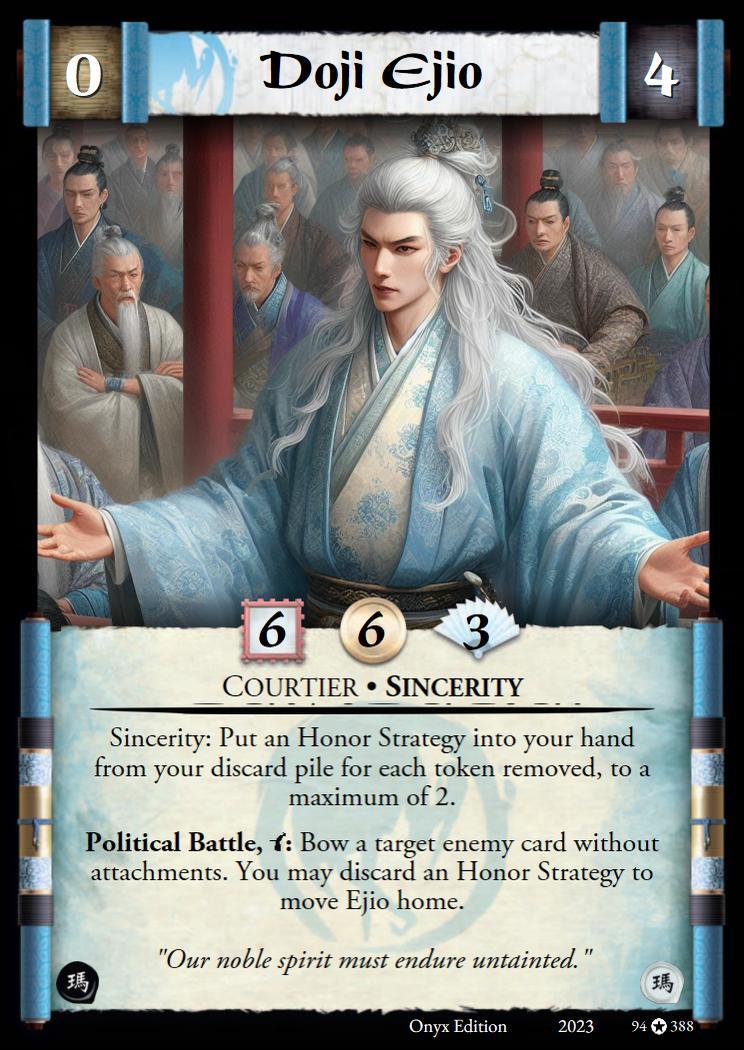 0
Doji Ejio
4
6
6
3
COURTIER • SINCERITY
Sincerity: Put an Honor Strategy into your hand
from your discard pile for each token removed, to a
maximum of 2.
Political Battle, : Bow a target enemy card without
attachments. You may discard an Honor Strategy to
move Ejio home.
"Our noble spirit must endure untainted."
瑪
瑪
Onyx Edition 2023 94 388